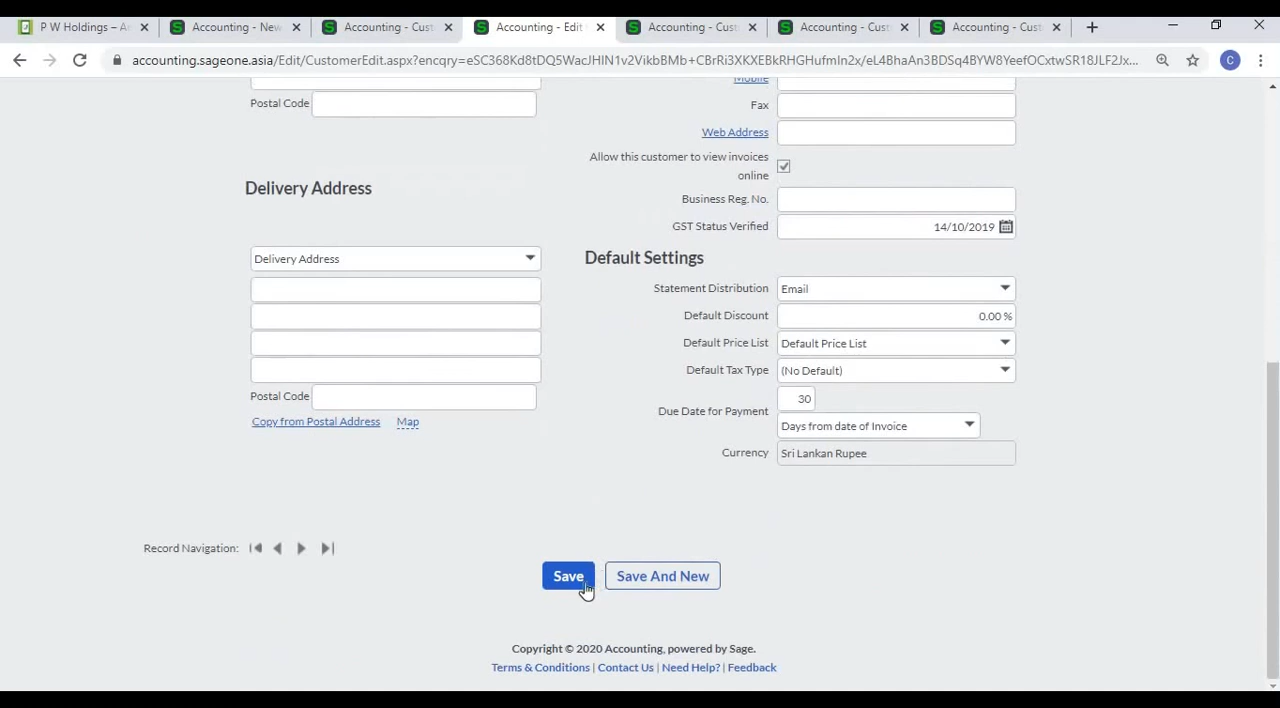 P W Holdings – A
Accounting - Nev
Accounting - Cust
Accounting - Edit
Accounting - Cust
Accounting - Cust
Accounting - Cust
accounting.sageone.asia/Edit/CustomerEdit.aspx?encqry=eSC368Kd8tDQ5WacJHIN1v2VikbBMb+CBrRi3XKXEBkRHGHufmIn2x/eL4BhaAn3BDSq4BYW8YeefOCxtwSR18JLF2Jx...
C
Mobile
Postal Code
Fax
Web Address
Allow this customer to view invoices
online
Delivery Address
Business Reg. No.
GST Status Verified 14/10/2019
Delivery Address
Default Settings
Statement Distribution Email
Default Discount 0.00 %
Default Price List Default Price List
Default Tax Type (No Default)
Postal Code
30
Due Date for Payment
Days from date of Invoice
Copy from Postal Address Map
Currency Sri Lankan Rupee
Record Navigation:
Save Save And New
Copyright © 2020 Accounting, powered by Sage.
Terms & Conditions | Contact Us | Need Help? | Feedback